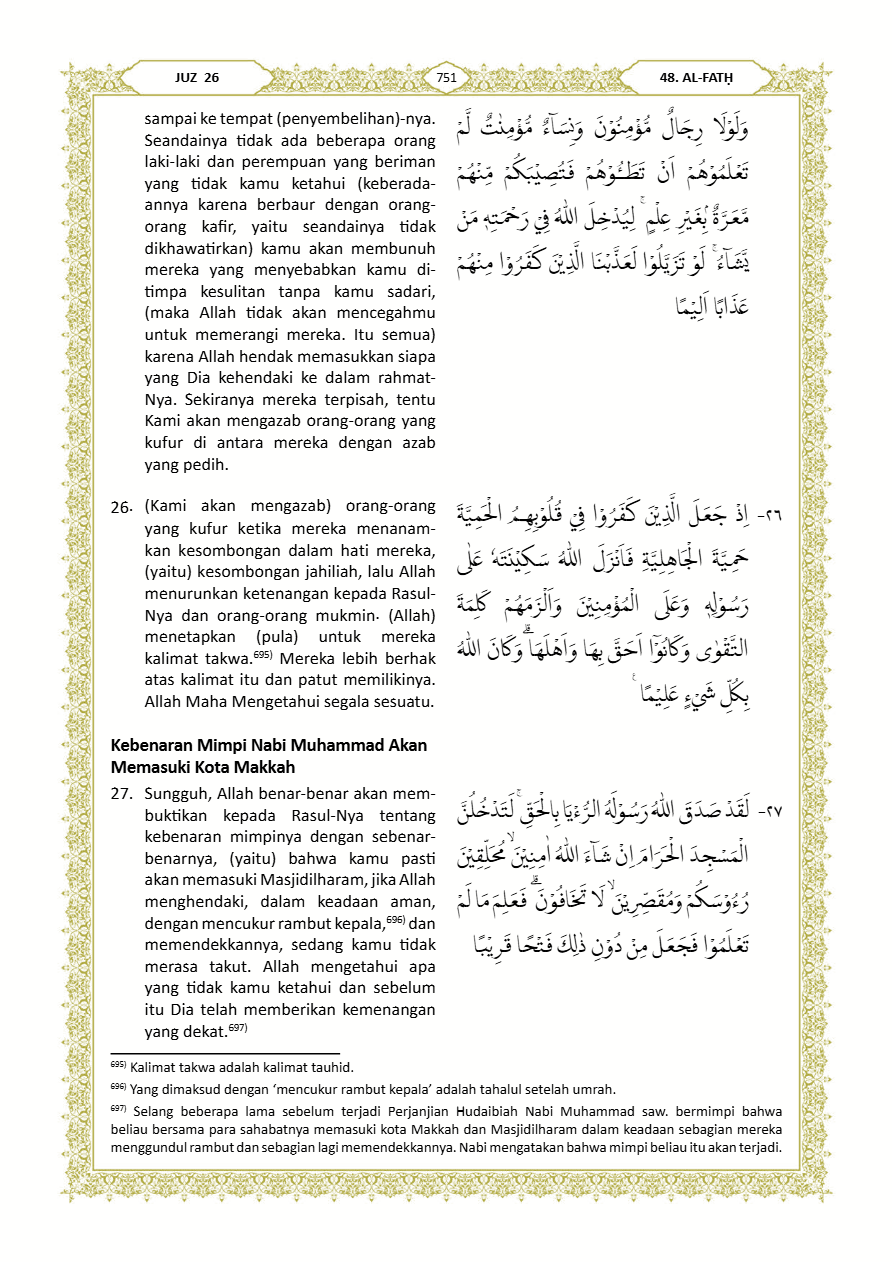 JUZ 26
751
48. AL-FATḤ
sampai ke tempat (penyembelihan)-nya.
Seandainya tidak ada beberapa orang
laki-laki dan perempuan yang beriman
yang tidak kamu ketahui (keberada-
annya karena berbaur dengan orang-
orang kafir, yaitu seandainya tidak
dikhawatirkan) kamu akan membunuh
mereka yang menyebabkan kamu di-
timpa kesulitan tanpa kamu sadari,
(maka Allah tidak akan mencegahmu
untuk memerangi mereka. Itu semua)
karena Allah hendak memasukkan siapa
yang Dia kehendaki ke dalam rahmat-
Nya. Sekiranya mereka terpisah, tentu
Kami akan mengazab orang-orang yang
kufur di antara mereka dengan azab
yang pedih.
وَلَوْلَا رِجَالٌ مُّؤْمِنُوْنَ وَنِسَاۤءٌ مُّؤْمِنٰتٌ لَّمْ
تَعْلَمُوْهُمْ اَنْ تَطَـُٔوْهُمْ فَتُصِيْبَكُمْ مِّنْهُمْ
مَّعَرَّةٌ ۢبِغَيْرِ عِلْمٍ ۚ لِيُدْخِلَ اللّٰهُ فِيْ رَحْمَتِهٖ مَنْ
يَّشَاۤءُ ۚ لَوْ تَزَيَّلُوْا لَعَذَّبْنَا الَّذِيْنَ كَفَرُوْا مِنْهُمْ
عَذَابًا اَلِيْمًا
26. (Kami akan mengazab) orang-orang
yang kufur ketika mereka menanam-
kan kesombongan dalam hati mereka,
(yaitu) kesombongan jahiliah, lalu Allah
menurunkan ketenangan kepada Rasul-
Nya dan orang-orang mukmin. (Allah)
menetapkan (pula) untuk mereka
kalimat takwa.695) Mereka lebih berhak
atas kalimat itu dan patut memilikinya.
Allah Maha Mengetahui segala sesuatu.
٢٦- اِذْ جَعَلَ الَّذِيْنَ كَفَرُوْا فِيْ قُلُوْبِهِمُ الْحَمِيَّةَ
حَمِيَّةَ الْجَاهِلِيَّةِ فَاَنْزَلَ اللّٰهُ سَكِيْنَتَهٗ عَلٰى
رَسُوْلِهٖ وَعَلَى الْمُؤْمِنِيْنَ وَاَلْزَمَهُمْ كَلِمَةَ
التَّقْوٰى وَكَانُوْٓا اَحَقَّ بِهَا وَاَهْلَهَا ۗوَكَانَ اللّٰهُ
بِكُلِّ شَيْءٍ عَلِيْمًا ۚ
Kebenaran Mimpi Nabi Muhammad Akan
Memasuki Kota Makkah
27. Sungguh, Allah benar-benar akan mem-
buktikan kepada Rasul-Nya tentang
kebenaran mimpinya dengan sebenar-
benarnya, (yaitu) bahwa kamu pasti
akan memasuki Masjidilharam, jika Allah
menghendaki, dalam keadaan aman,
dengan mencukur rambut kepala,696) dan
memendekkannya, sedang kamu tidak
merasa takut. Allah mengetahui apa
yang tidak kamu ketahui dan sebelum
itu Dia telah memberikan kemenangan
yang dekat.697)
٢٧- لَقَدْ صَدَقَ اللّٰهُ رَسُوْلَهُ الرُّءْيَا بِالْحَقِّ ۚ لَتَدْخُلُنَّ
الْمَسْجِدَ الْحَرَامَ اِنْ شَاۤءَ اللّٰهُ اٰمِنِيْنَ ۙ مُحَلِّقِيْنَ
رُءُوْسَكُمْ وَمُقَصِّرِيْنَ ۙ لَا تَخَافُوْنَ ۗ فَعَلِمَ مَا لَمْ
تَعْلَمُوْا فَجَعَلَ مِنْ دُوْنِ ذٰلِكَ فَتْحًا قَرِيْبًا
695) Kalimat takwa adalah kalimat tauhid.
696) Yang dimaksud dengan ‘mencukur rambut kepala’ adalah tahalul setelah umrah.
697) Selang beberapa lama sebelum terjadi Perjanjian Ḥudaibiah Nabi Muhammad saw. bermimpi bahwa
beliau bersama para sahabatnya memasuki kota Makkah dan Masjidilharam dalam keadaan sebagian mereka
menggundul rambut dan sebagian lagi memendekkannya. Nabi mengatakan bahwa mimpi beliau itu akan terjadi.